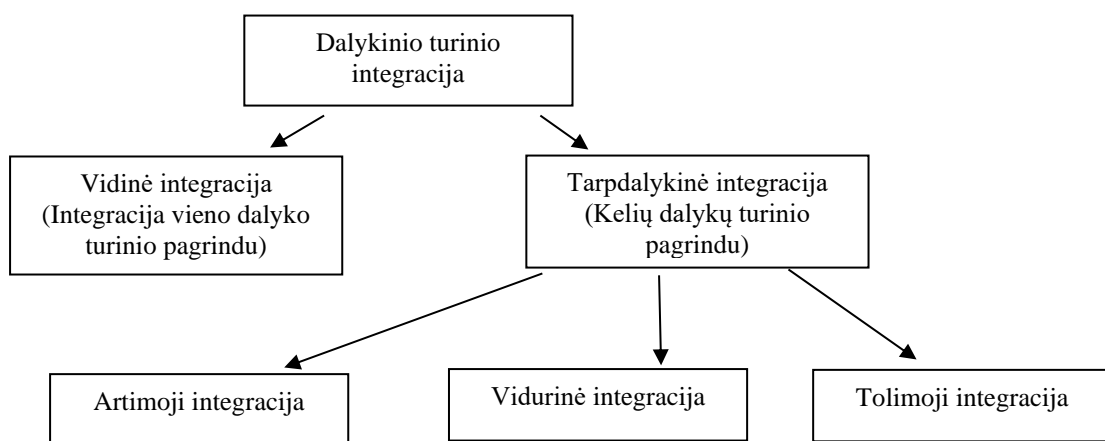 Dalykinio turinio
integracija
Vidinė integracija
(Integracija vieno dalyko
turinio pagrindu)
Tarpdalykinė integracija
(Kelių dalykų turinio
pagrindu)
Artimoji integracija
Vidurinė integracija
Tolimoji integracija